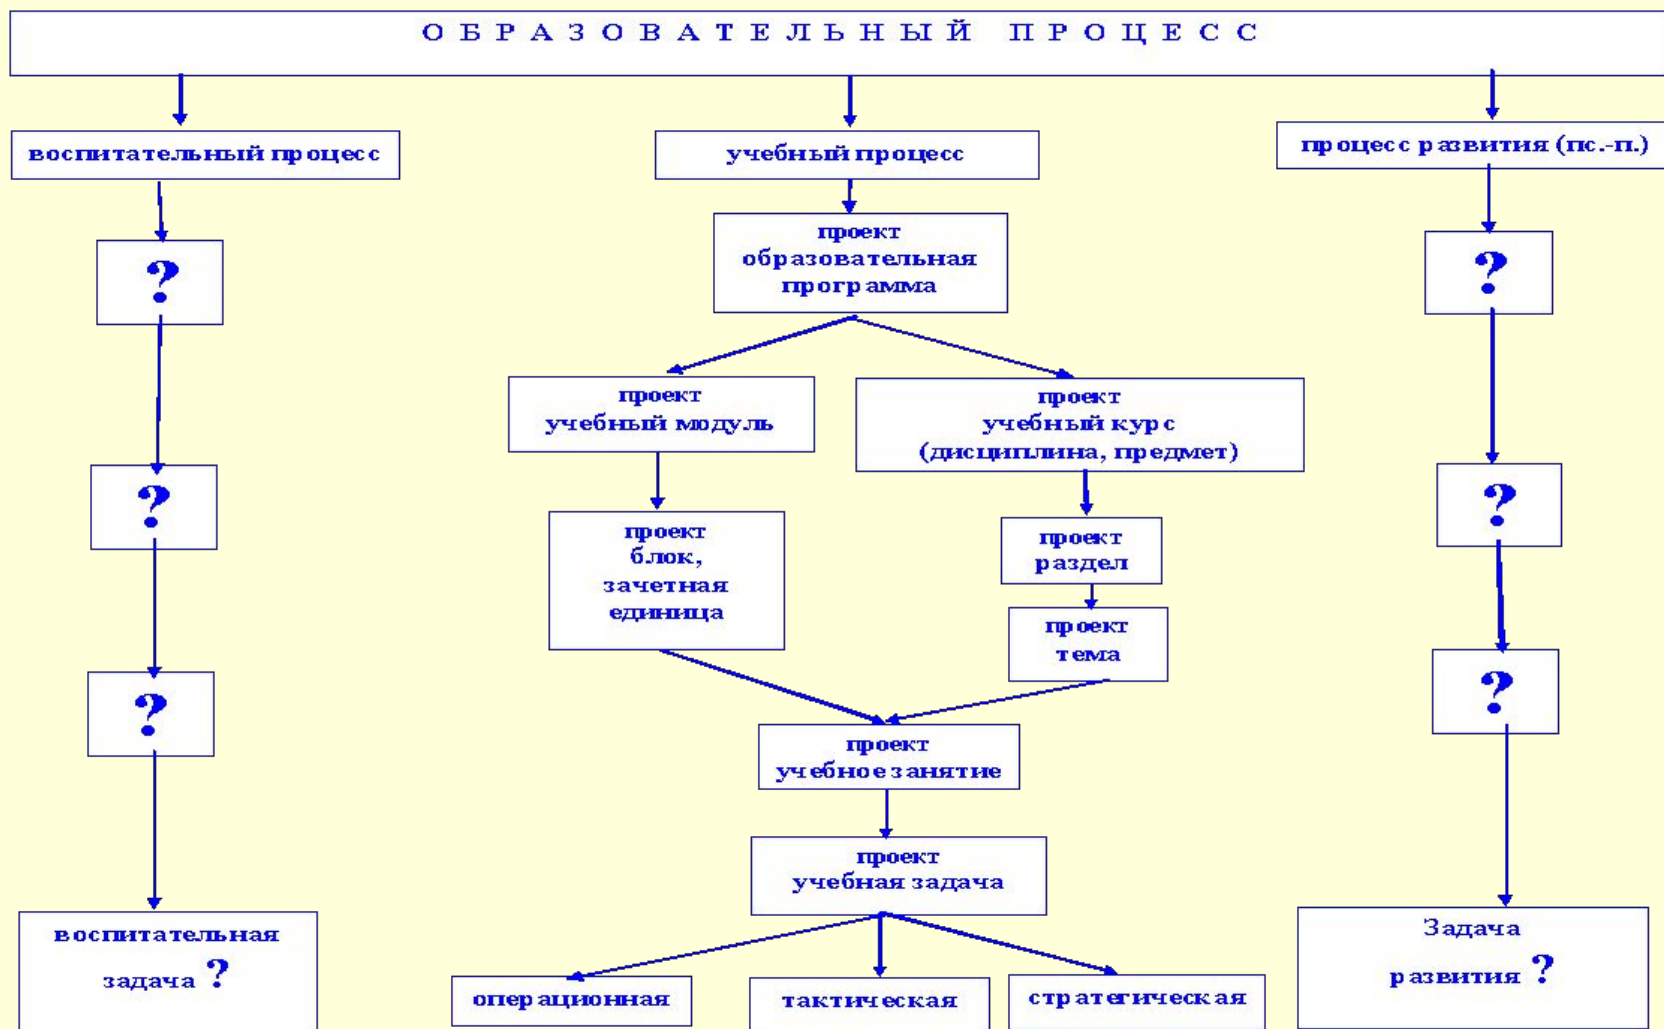 ОБРАЗОВАТЕЛЬНЫЙ ПРОЦЕСС
воспитательный процесс
учебный процесс
процесс развития (пс.-п.)
?
проект
образовательная
программа
?
проект
учебный модуль
проект
учебный курс
(дисциплина, предмет)
?
проект
блок,
зачетная
единица
проект
раздел
?
проект
тема
?
?
проект
учебное занятие
проект
учебная задача
воспитательная
задача ?
операционная
тактическая
стратегическая
Задача
развития ?